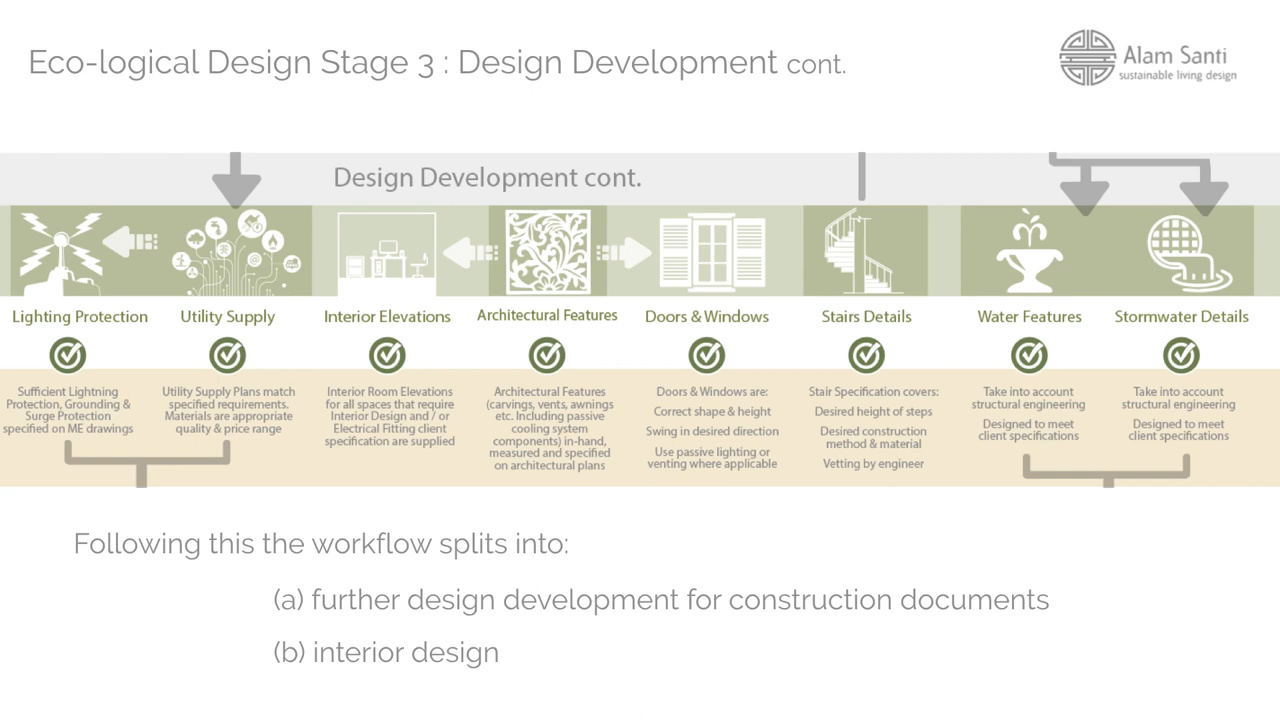 Eco-logical Design Stage 3 : Design Development cont.
Alam Santi
sustainable living design
Design Development cont.
Lighting Protection
Utility Supply
Interior Elevations
Architectural Features
Doors & Windows
Stairs Details
Water Features
Stormwater Details
Sufficient Lightning
Protection, Grounding &
Surge Protection
specified on ME drawings
Utility Supply Plans match
specified requirements.
Materials are appropriate
quality & price range
Interior Room Elevations
for all spaces that require
Interior Design and / or
Electrical Fitting client
specification are supplied
Architectural Features
(carvings, vents, awnings
etc. Including passive
cooling system
components) in-hand,
measured and specified
on architectural plans
Doors & Windows are:
Correct shape & height
Swing in desired direction
Use passive lighting or
venting where applicable
Stair Specification covers:
Desired height of steps
Desired construction
method & material
Vetting by engineer
Take into account
structural engineering
Designed to meet
client specifications
Take into account
structural engineering
Designed to meet
client specifications
Following this the workflow splits into:
(a) further design development for construction documents
(b) interior design